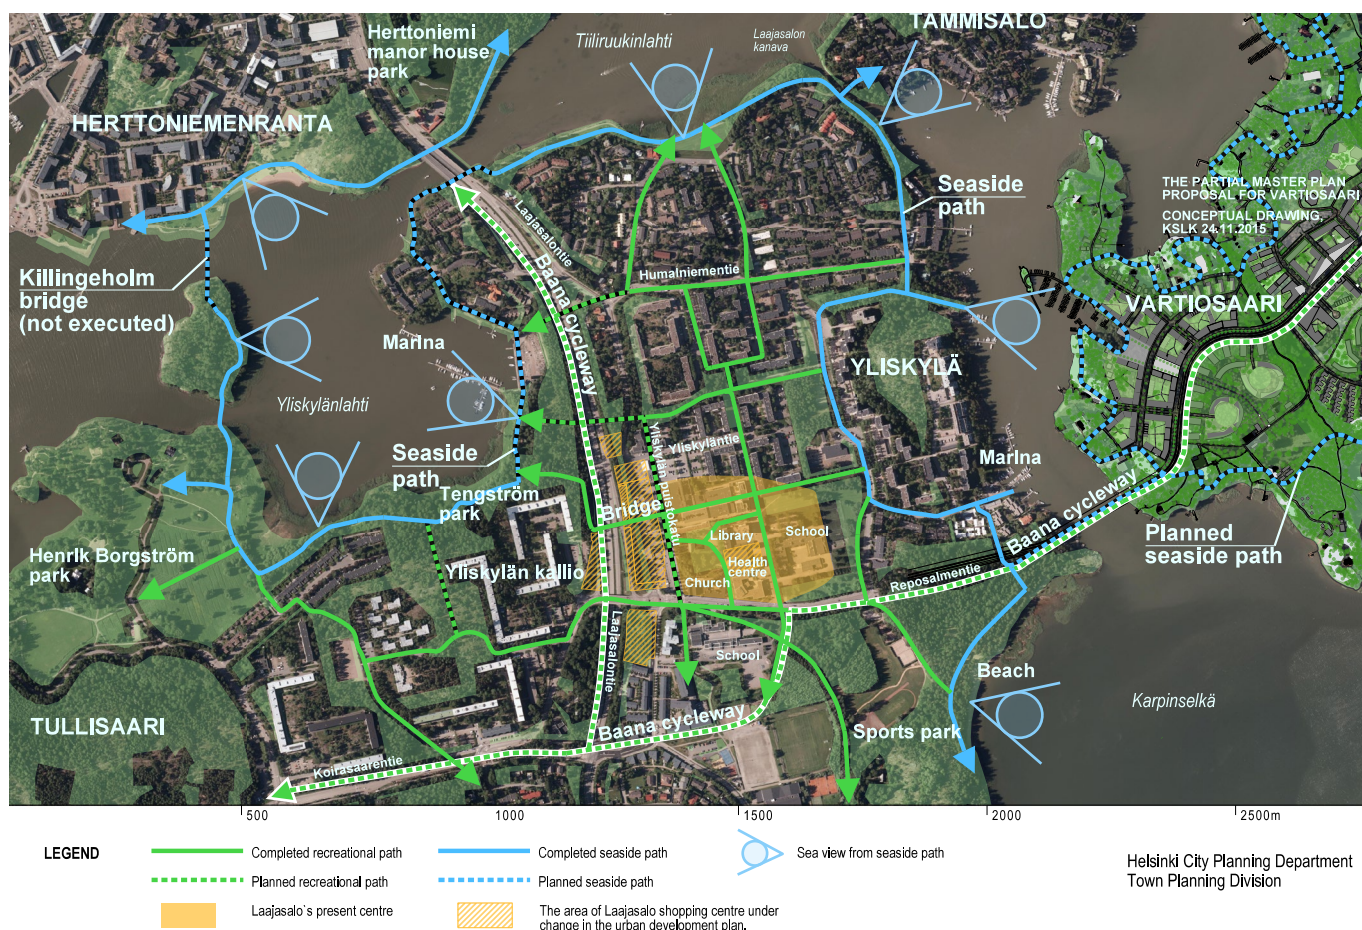 TAMMISALO
Herttoniemi
manor house
park
Tiiliruukinlahti
Laajasalon
kanava
HERTTONIEMENRANTA
Seaside
path
THE PARTIAL MASTER PLAN
PROPOSAL FOR VARTIOSAARI
CONCEPTUAL DRAWING,
KSLK 24.11.2015
Laajasalontie
Baana cycleway
Humalniementie
Killingeholm
bridge
(not executed)
VARTIOSAARI
Marina
YLISKYLÄ
Yliskylänlahti
Seaside
path
Yliskyläntie
Yliskylän puistokatu
Marina
Tengström
park
Bridge
School
Library
Baana cycleway
Planned
seaside path
Henrik Borgström
park
Yliskylän kallio
Health
centre
Church
Reposalmentie
Laajasalontie
School
Beach
Karpinselkä
TULLISAARI
Baana cycleway
Sports park
Koirasaarentie
500
1000
1500
2000
2500m
LEGEND
Completed recreational path
Completed seaside path
Sea view from seaside path
Planned recreational path
Planned seaside path
Laajasalo`s present centre
The area of Laajasalo shopping centre under
change in the urban development plan.
Helsinki City Planning Department
Town Planning Division